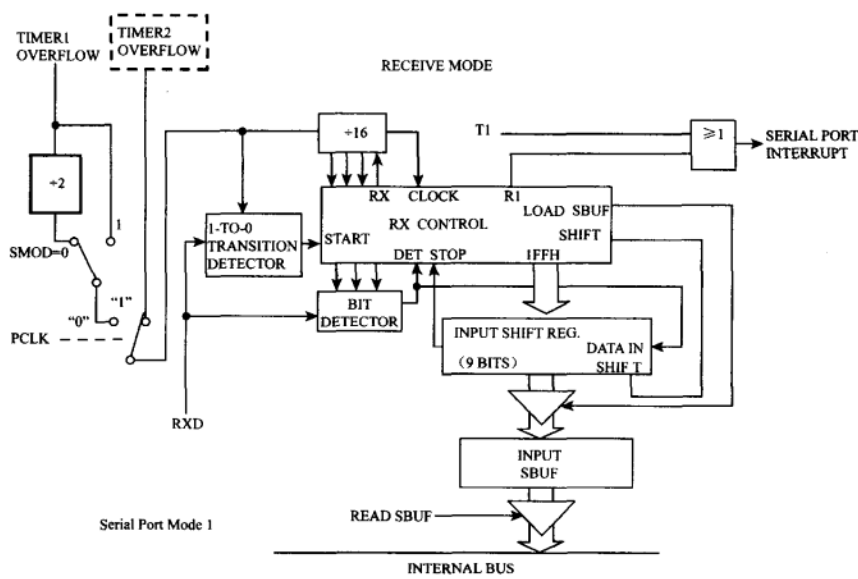 TIMER1
OVERFLOW
TIMER2
OVERFLOW
RECEIVE MODE
÷16
T1
≥1
SERIAL PORT
INTERRUPT
÷2
RX CLOCK
R1
LOAD SBUF
RX CONTROL
START
SHIFT
1-TO-0
TRANSITION
DETECTOR
1
SMOD=0
DET STOP
1FFH
BIT
DETECTOR
"1"
"0"
PCLK
INPUT SHIFT REG.
DATA IN
(9 BITS)
SHIF T
RXD
INPUT
SBUF
READ SBUF
Serial Port Mode 1
INTERNAL BUS